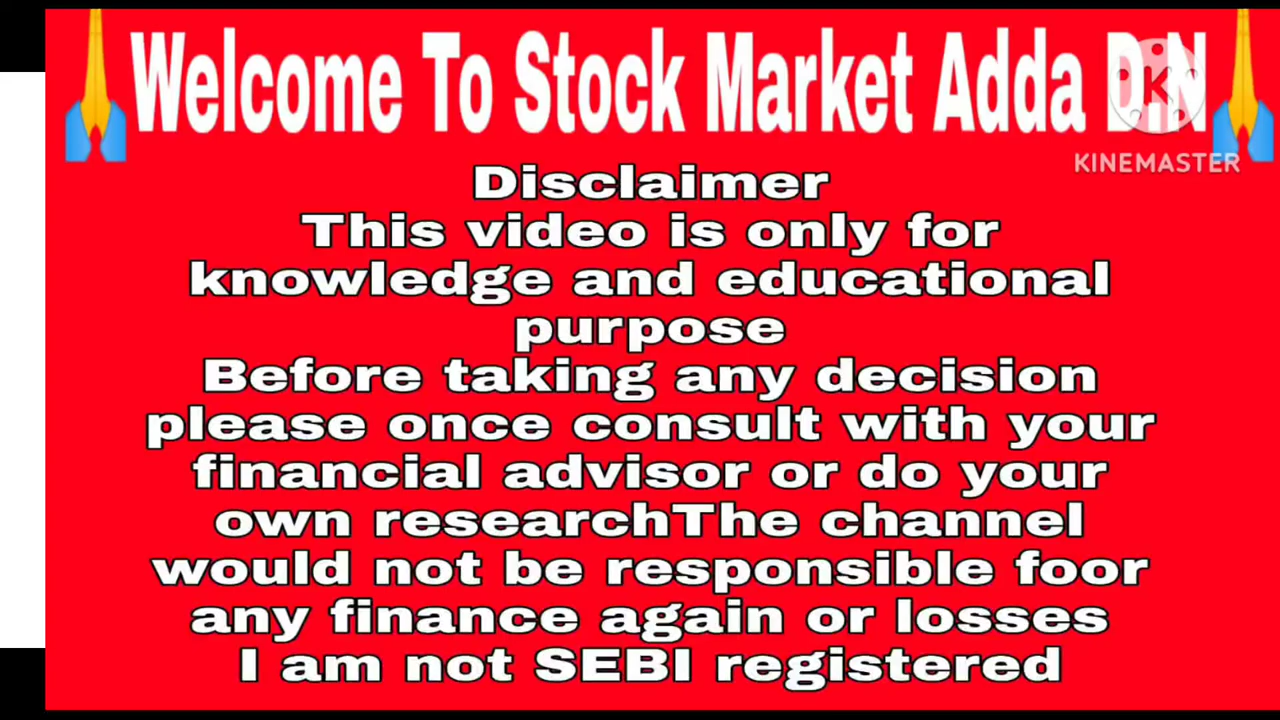 Welcome To Stock Market Adda D.N
KINEMASTER
Disclaimer
This video is only for
knowledge and educational
purpose
Before taking any decision
please once consult with your
financial advisor or do your
own researchThe channel
would not be responsible foor
any finance again or losses
I am not SEBI registered